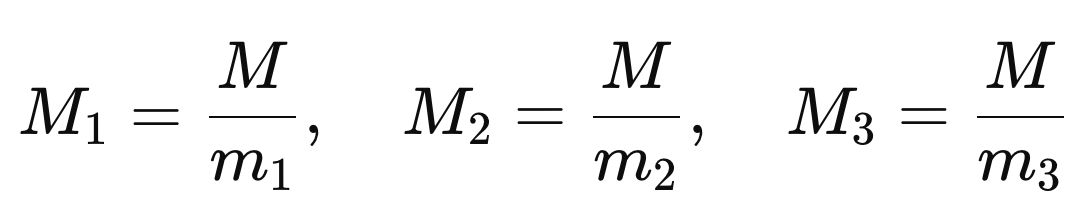 M₁ = M/m₁, M₂ = M/m₂, M₃ = M/m₃